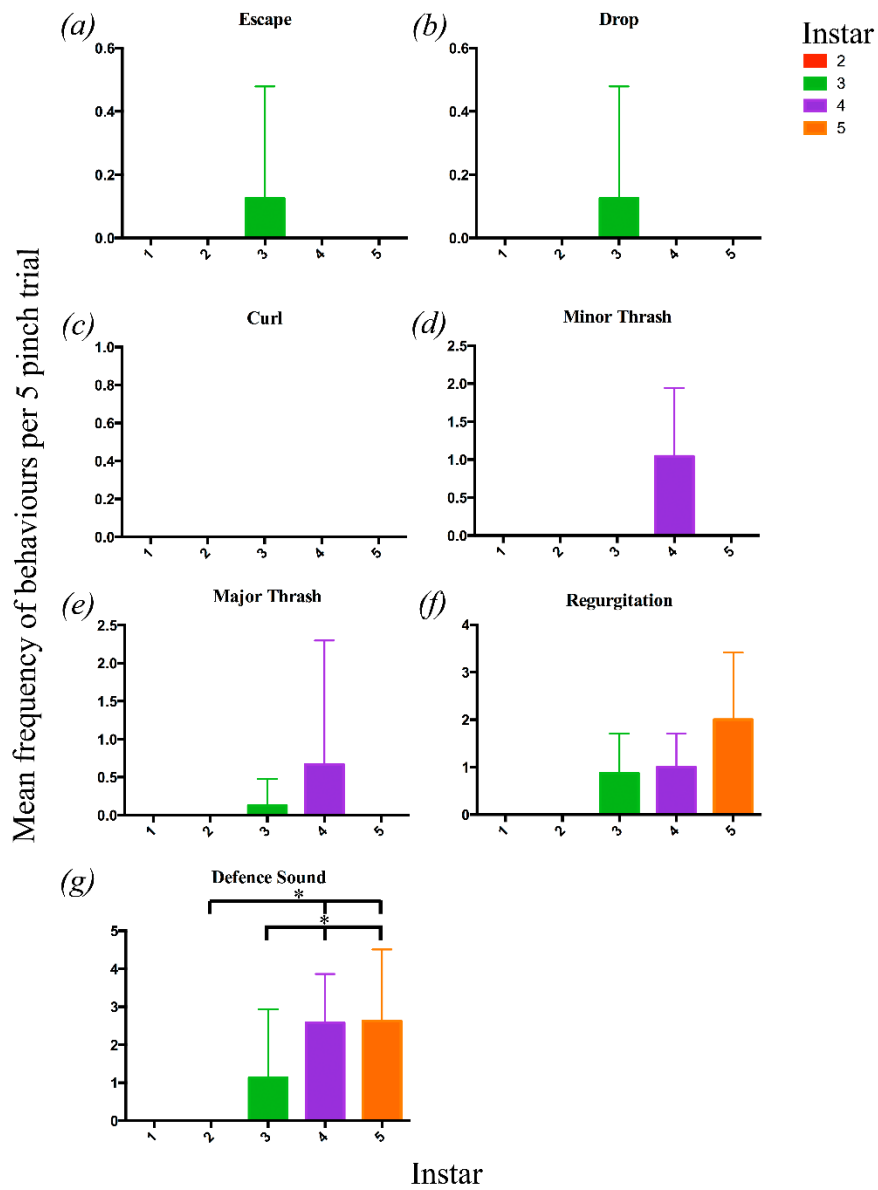 (a) Escape
0.6
0.4
0.2
0.0
1 2 3 4 5
(b) Drop
0.6
0.4
0.2
0.0
1 2 3 4 5
Instar
2
3
4
5
Mean frequency of behaviours per 5 pinch trial
(c) Curl
1.0
0.8
0.6
0.4
0.2
0.0
1 2 3 4 5
(d) Minor Thrash
2.5
2.0
1.5
1.0
0.5
0.0
1 2 3 4 5
(e) Major Thrash
2.5
2.0
1.5
1.0
0.5
0.0
1 2 3 4 5
(f) Regurgitation
4
3
2
1
0
1 2 3 4 5
(g) Defence Sound
*
*
5
4
3
2
1
0
1 2 3 4 5
Instar